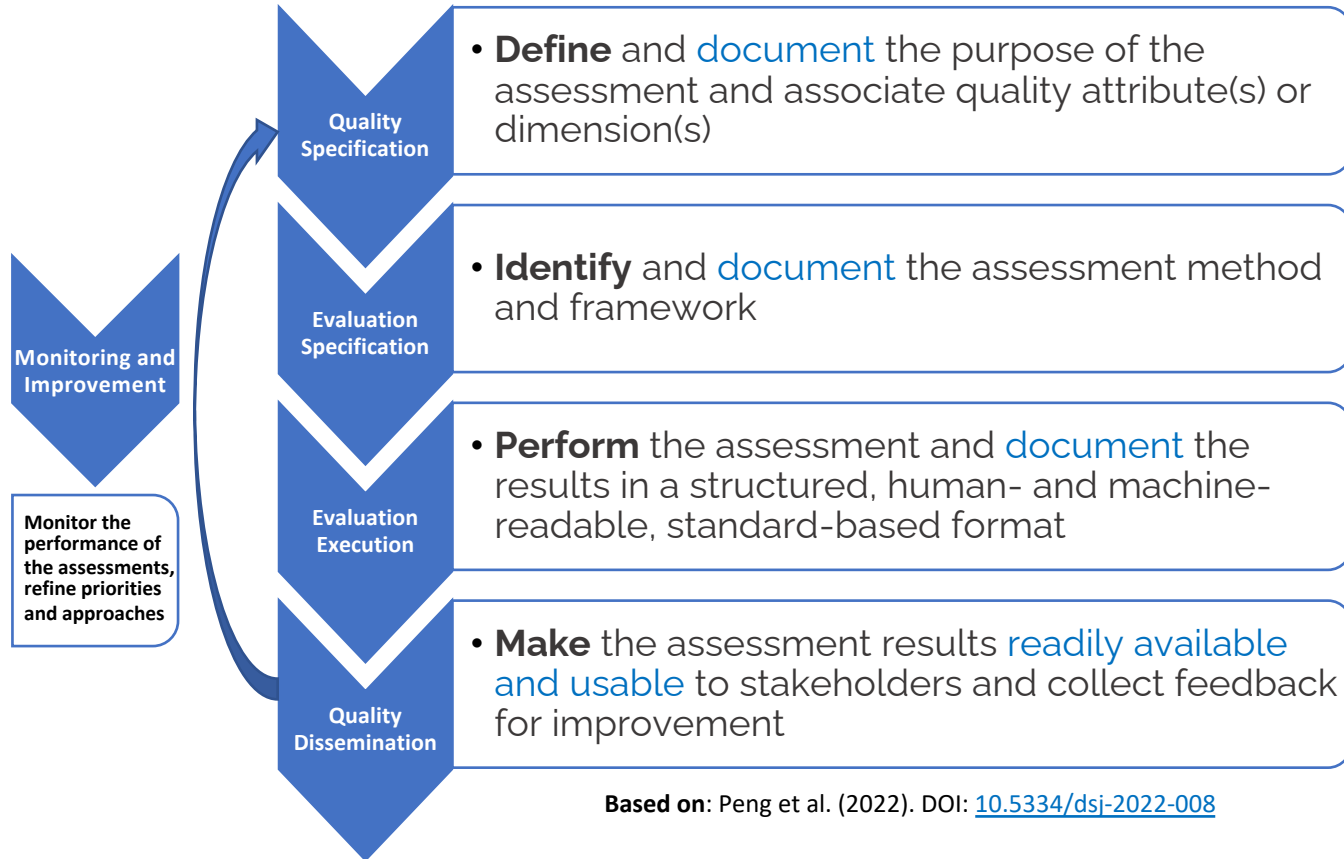 Quality
Specification
• Define and document the purpose of the
assessment and associate quality attribute(s) or
dimension(s)
Evaluation
Specification
• Identify and document the assessment method
and framework
Monitoring and
Improvement
Monitor the
performance of
the assessments,
refine priorities
and approaches
Evaluation
Execution
• Perform the assessment and document the
results in a structured, human- and machine-
readable, standard-based format
Quality
Dissemination
• Make the assessment results readily available
and usable to stakeholders and collect feedback
for improvement
Based on: Peng et al. (2022). DOI: 10.5334/dsj-2022-008